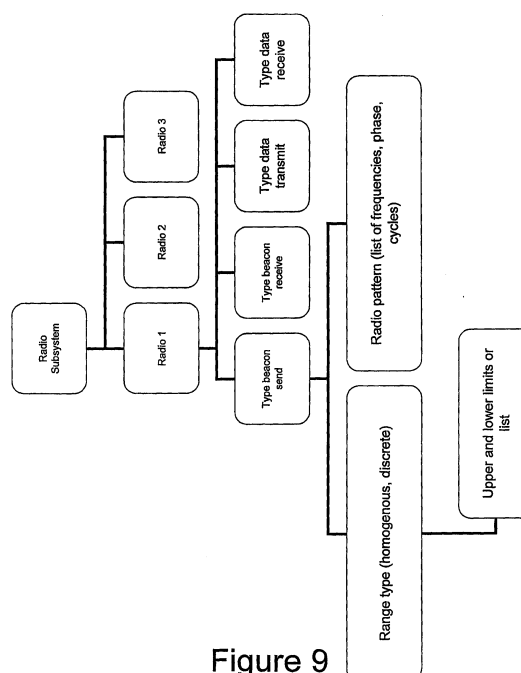 Radio
Subsystem
Radio 1
Radio 2
Radio 3
Type beacon
send
Type beacon
receive
Type data
transmit
Type data
receive
Range type (homogenous, discrete)
Radio pattern (list of frequencies, phase,
cycles)
Upper and lower limits or
list
Figure 9